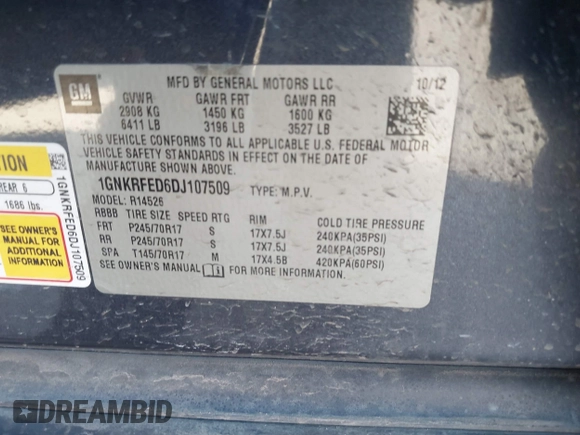 GM
MFD BY GENERAL MOTORS LLC 10/12
GVWR GAWR FRT GAWR RR
2908 KG 1450 KG 1600 KG
6411 LB 3196 LB 3527 LB
THIS VEHICLE CONFORMS TO ALL APPLICABLE U.S. FEDERAL MOTOR
VEHICLE SAFETY STANDARDS IN EFFECT ON THE DATE OF
MANUFACTURE SHOWN ABOVE.
1GNKRFED6DJ107509 TYPE: M.P.V.
MODEL: R14526
RBBB TIRE SIZE SPEED RTG RIM COLD TIRE PRESSURE
FRT P245/70R17 S 17X7.5J 240KPA(35PSI)
RR P245/70R17 S 17X7.5J 240KPA(35PSI)
SPA T145/70R17 M 17X4.5B 420KPA(60PSI)
SEE OWNER'S MANUAL FOR MORE INFORMATION.
TION
REAR 6
1686 lbs.
SEE OWNER'S
MANUAL FOR
ADDITIONAL
INFORMATION
1GNKRFED6DJ107509
DREAMBID